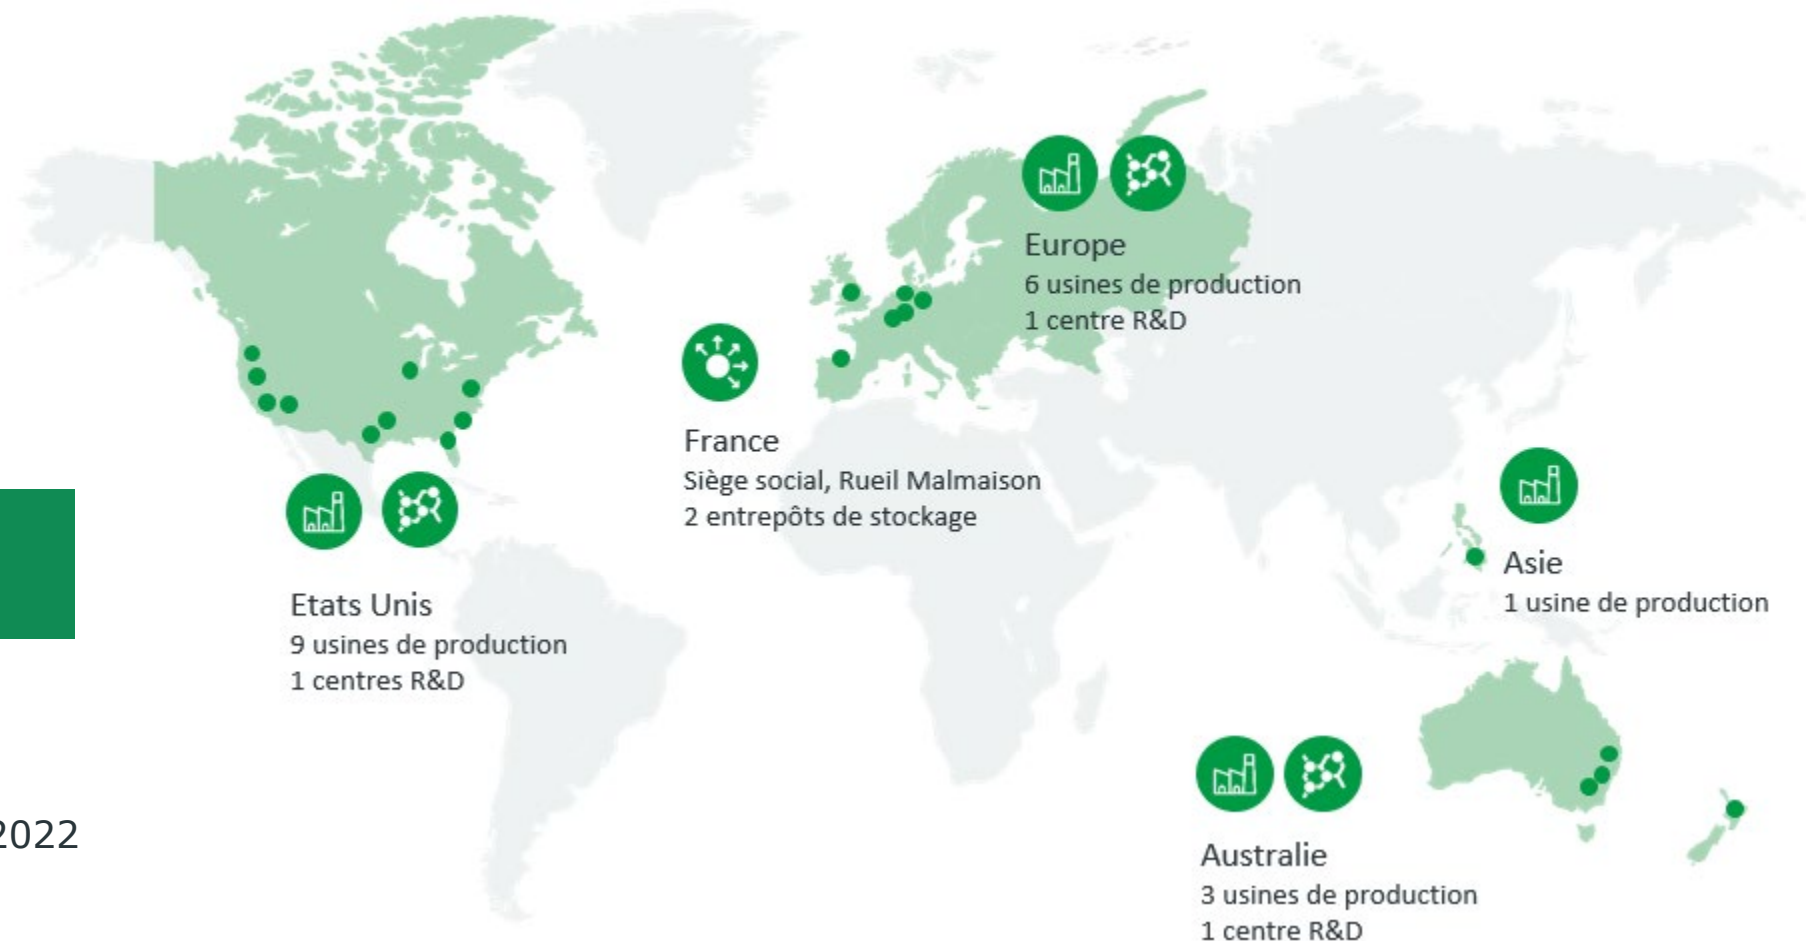 Europe
6 usines de production
1 centre R&D
France
Siège social, Rueil Malmaison
2 entrepôts de stockage
Asie
1 usine de production
Etats Unis
9 usines de production
1 centres R&D
2022
Australie
3 usines de production
1 centre R&D